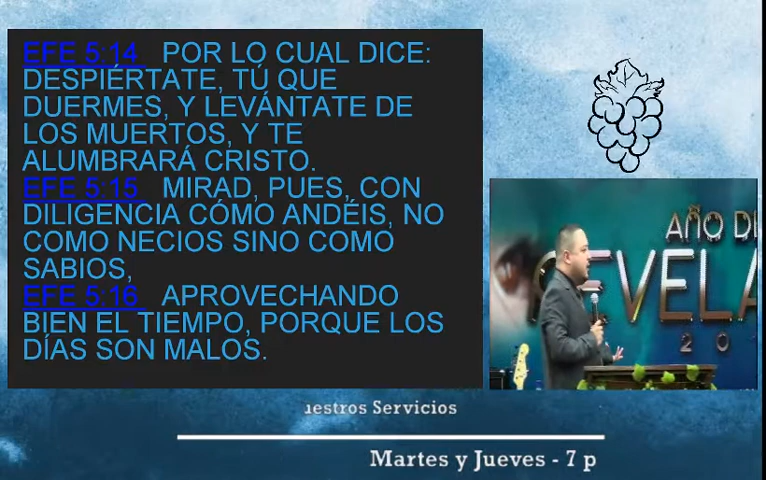 EFE 5:14 POR LO CUAL DICE:
DESPIÉRTATE, TÚ QUE
DUERMES, Y LEVÁNTATE DE
LOS MUERTOS, Y TE
ALUMBRARÁ CRISTO.
EFE 5:15 MIRAD, PUES, CON
DILIGENCIA CÓMO ANDÉIS, NO
COMO NECIOS SINO COMO
SABIOS,
EFE 5:16 APROVECHANDO
BIEN EL TIEMPO, PORQUE LOS
DÍAS SON MALOS.
AÑO DE
EVELA
20
uestros Servicios
Martes y Jueves - 7 p